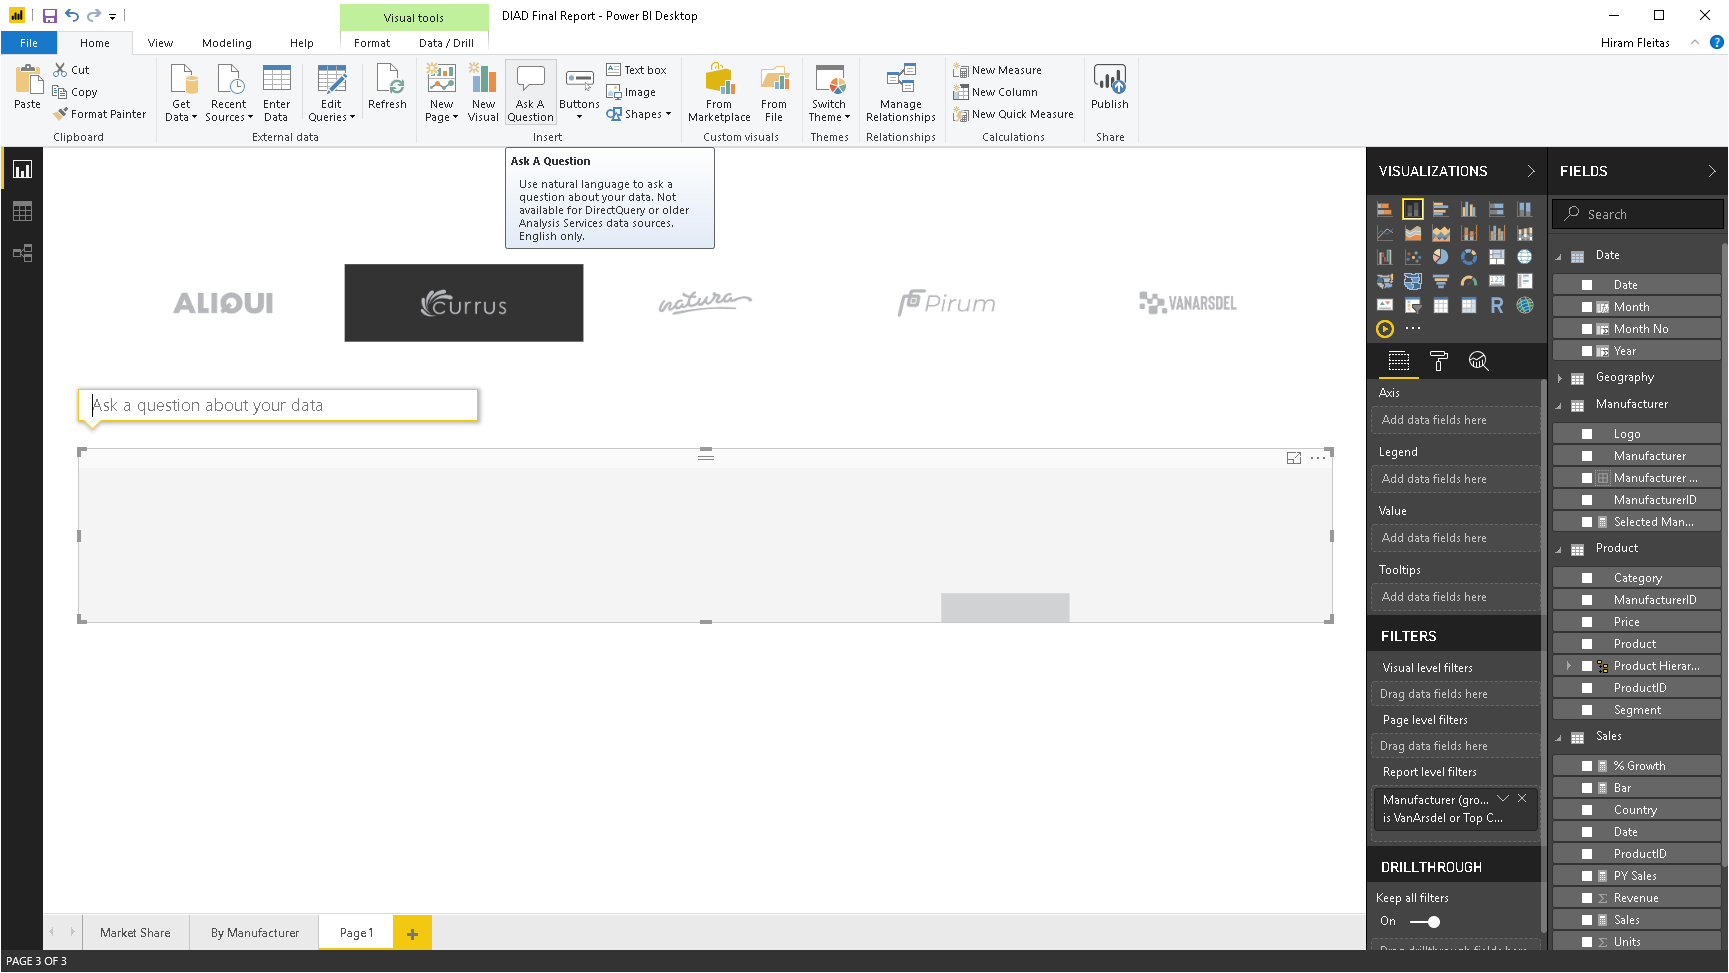 Visual tools
DIAD Final Report - Power BI Desktop
File
Home
View
Modeling
Help
Format
Data / Drill
Hiram Fleitas
?
Paste
Cut
Copy
Format Painter
Clipboard
Get Data
Recent Sources
Enter Data
Edit Queries
External data
Refresh
New Page
New Visual
Ask A Question
Buttons
Text box
Image
Shapes
Insert
From Marketplace
From File
Custom visuals
Switch Theme
Themes
Manage Relationships
Relationships
New Measure
New Column
New Quick Measure
Calculations
Publish
Share
Ask A Question
Use natural language to ask a
question about your data. Not
available for DirectQuery or older
Analysis Services data sources.
English only.
ALIQUI
currus
natura
Pirum
VANARSDEL
Ask a question about your data
VISUALIZATIONS
R
Axis
Add data fields here
Legend
Add data fields here
Value
Add data fields here
Tooltips
Add data fields here
FILTERS
Visual level filters
Drag data fields here
Page level filters
Drag data fields here
Report level filters
Manufacturer (gro...
is VanArsdel or Top C...
DRILLTHROUGH
Keep all filters
On
Drag drillthrough fields here
FIELDS
Search
Date
Date
Month
Month No
Year
Geography
Manufacturer
Logo
Manufacturer
Manufacturer ...
ManufacturerID
Selected Man...
Product
Category
ManufacturerID
Price
Product
Product Hierar...
ProductID
Segment
Sales
% Growth
Bar
Country
Date
ProductID
PY Sales
Revenue
Sales
Units
Market Share
By Manufacturer
Page 1
PAGE 3 OF 3